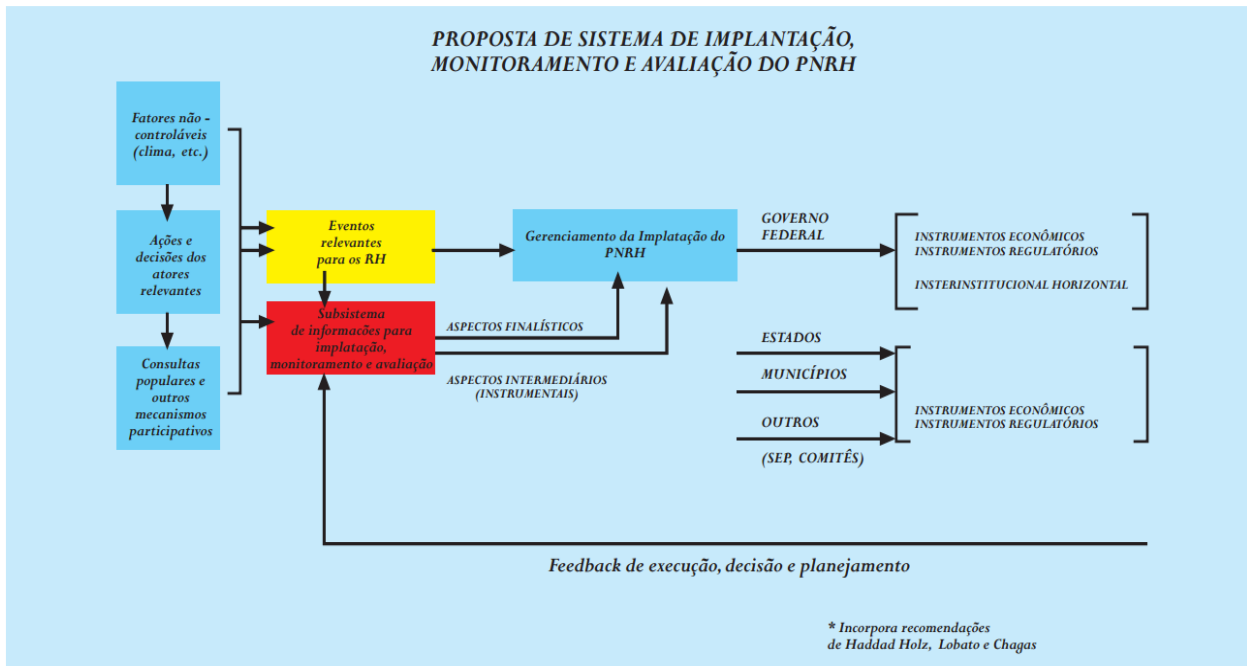 PROPOSTA DE SISTEMA DE IMPLANTAÇÃO,
MONITORAMENTO E AVALIAÇÃO DO PNRH
Fatores não -
controláveis
(clima, etc.)
Ações e
decisões dos
atores
relevantes
Consultas
populares e
outros
mecanismos
participativos
Eventos
relevantes
para os RH
Subsistema
de informacões para
implatação,
monitoramento e avaliação
ASPECTOS FINALÍSTICOS
ASPECTOS INTERMEDIÁRIOS
(INSTRUMENTAIS)
Gerenciamento da Implatação do
PNRH
GOVERNO
FEDERAL
INSTRUMENTOS ECONÔMICOS
INSTRUMENTOS REGULATÓRIOS
INSTERINSTITUCIONAL HORIZONTAL
ESTADOS
MUNICÍPIOS
OUTROS
(SEP, COMITÊS)
INSTRUMENTOS ECONÔMICOS
INSTRUMENTOS REGULATÓRIOS
Feedback de execução, decisão e planejamento
* Incorpora recomendações
de Haddad Holz, Lobato e Chagas